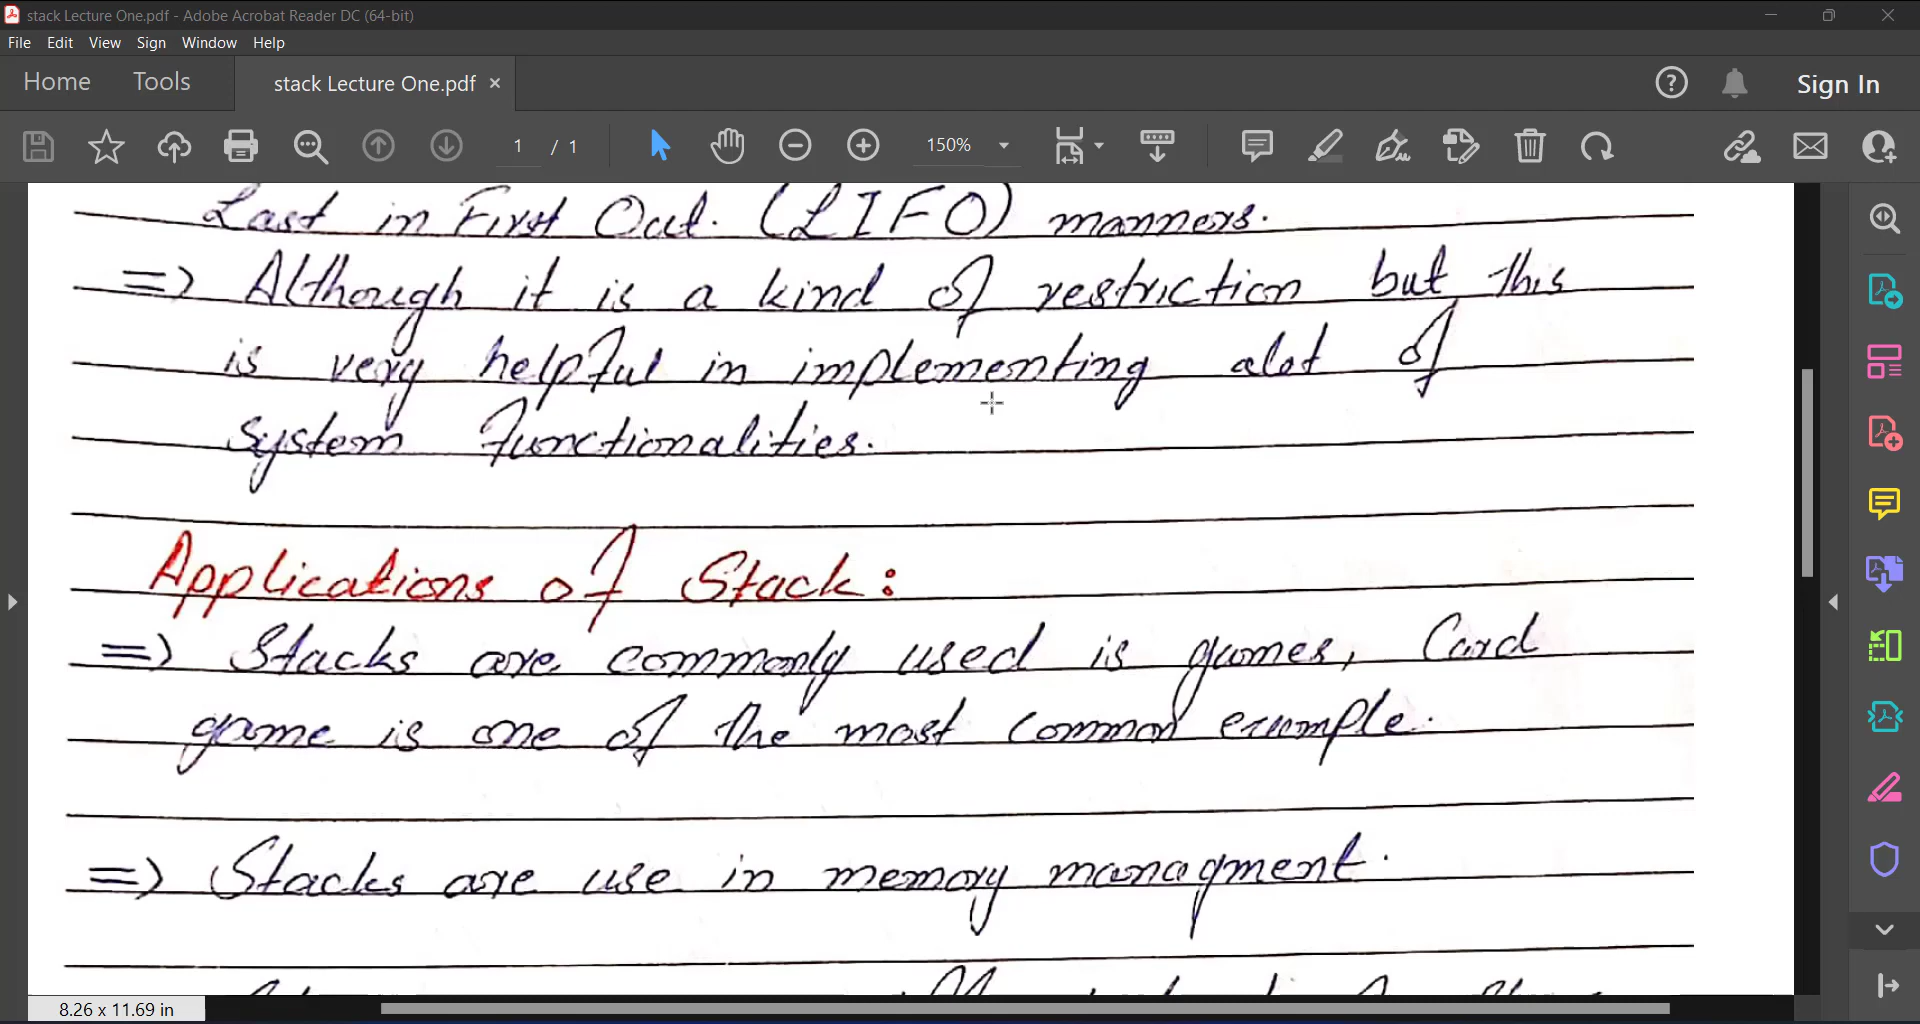 stack Lecture One.pdf - Adobe Acrobat Reader DC (64-bit)
File Edit View Sign Window Help
Home Tools stack Lecture One.pdf × Sign In
1 / 1 150%
Last in First Out. (LIFO) manners.
=> Although it is a kind of restriction but this
is very helpful in implementing alot of
system functionalities.
Applications of Stack:
=> Stacks are commonly used is games, Card
game is one of the most common example.
=> Stacks are use in memory managment.
8.26 x 11.69 in